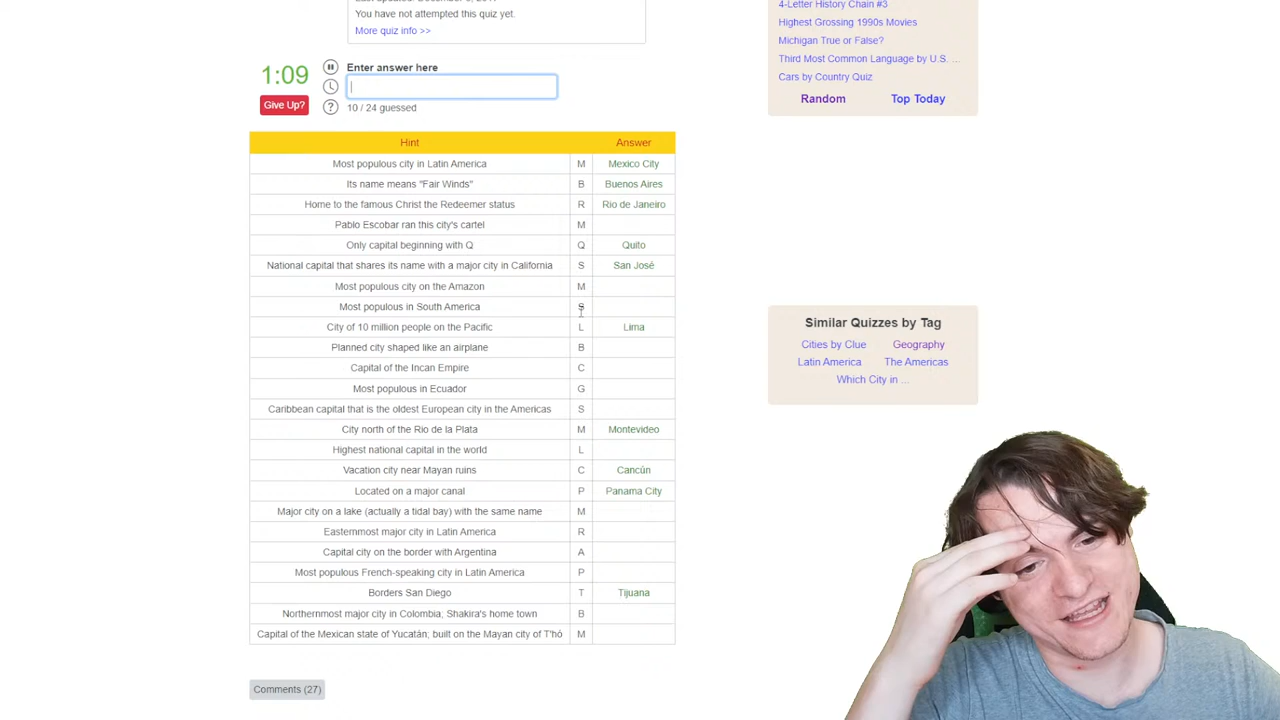 You have not attempted this quiz yet.
More quiz info >>
4-Letter History Chain #3
Highest Grossing 1990s Movies
Michigan True or False?
Third Most Common Language by U.S. ...
Cars by Country Quiz
Random Top Today
1:09
Give Up?
Enter answer here
10 / 24 guessed
Hint Answer
Most populous city in Latin America M Mexico City
Its name means "Fair Winds" B Buenos Aires
Home to the famous Christ the Redeemer status R Rio de Janeiro
Pablo Escobar ran this city's cartel M
Only capital beginning with Q Q Quito
National capital that shares its name with a major city in California S San José
Most populous city on the Amazon M
Most populous in South America S
City of 10 million people on the Pacific L Lima
Planned city shaped like an airplane B
Capital of the Incan Empire C
Most populous in Ecuador G
Caribbean capital that is the oldest European city in the Americas S
City north of the Rio de la Plata M Montevideo
Highest national capital in the world L
Vacation city near Mayan ruins C Cancún
Located on a major canal P Panama City
Major city on a lake (actually a tidal bay) with the same name M
Easternmost major city in Latin America R
Capital city on the border with Argentina A
Most populous French-speaking city in Latin America P
Borders San Diego T Tijuana
Northernmost major city in Colombia; Shakira's home town B
Capital of the Mexican state of Yucatán; built on the Mayan city of T'hó M
Similar Quizzes by Tag
Cities by Clue Geography
Latin America The Americas
Which City in ...
Comments (27)